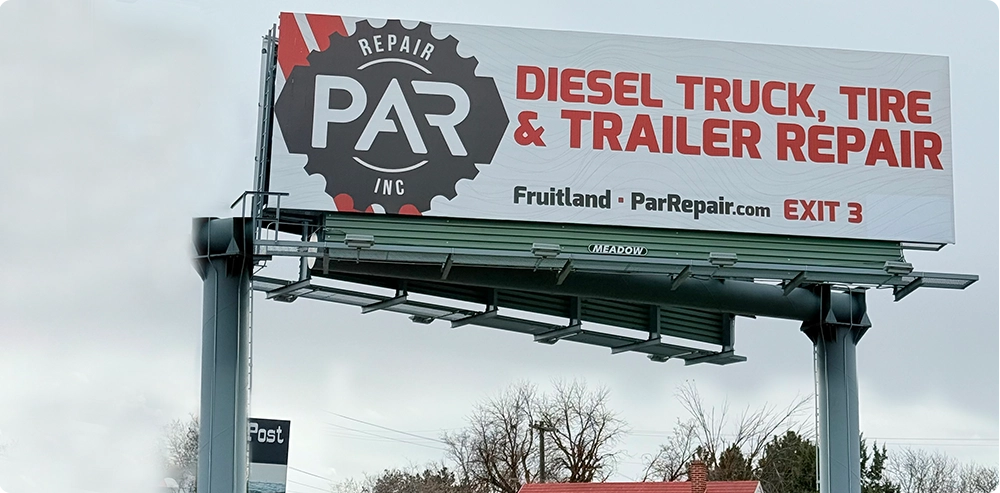 REPAIR
PAR
INC
DIESEL TRUCK, TIRE
& TRAILER REPAIR
Fruitland · ParRepair.com EXIT 3
MEADOW
Post